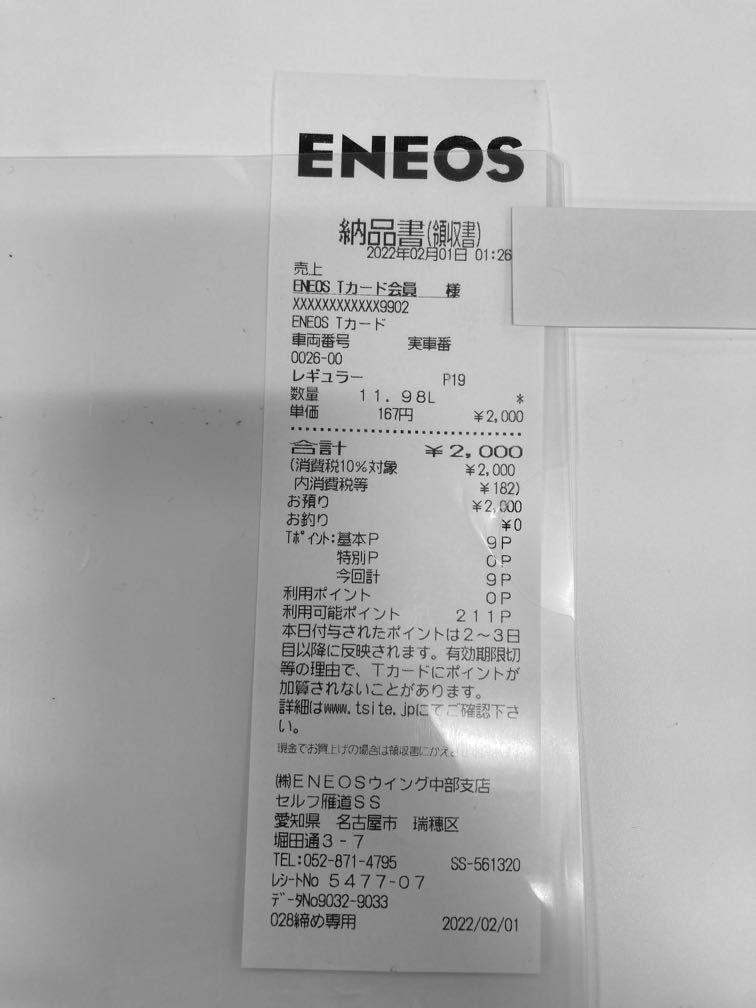 ENEOS
納品書(領収書)
2022年02月01日 01:26
売上
ENEOS Tカード会員 様
XXXXXXXXXXXX9902
ENEOS Tカード
車両番号 実車番
0026-00
レギュラー P19
数量 11.98L *
単価 167円 ¥2,000
合計 ¥2,000
(消費税10%対象 ¥2,000
内消費税等 ¥182)
お預り ¥2,000
お釣り ¥0
Tポイント:基本P 9P
特別P 0P
今回計 9P
利用ポイント 0P
利用可能ポイント 211P
本日付与されたポイントは2～3日
目以降に反映されます。有効期限切
等の理由で、Tカードにポイントが
加算されないことがあります。
詳細はwww.tsite.jpにてご確認下さ
い。
現金でお買上げの場合は領収書にかえ
㈱ENEOSウイング中部支店
セルフ雁道SS
愛知県 名古屋市 瑞穂区
堀田通3-7
TEL:052-871-4795 SS-561320
レシートNo 5477-07
データNo9032-9033
028締め専用 2022/02/01